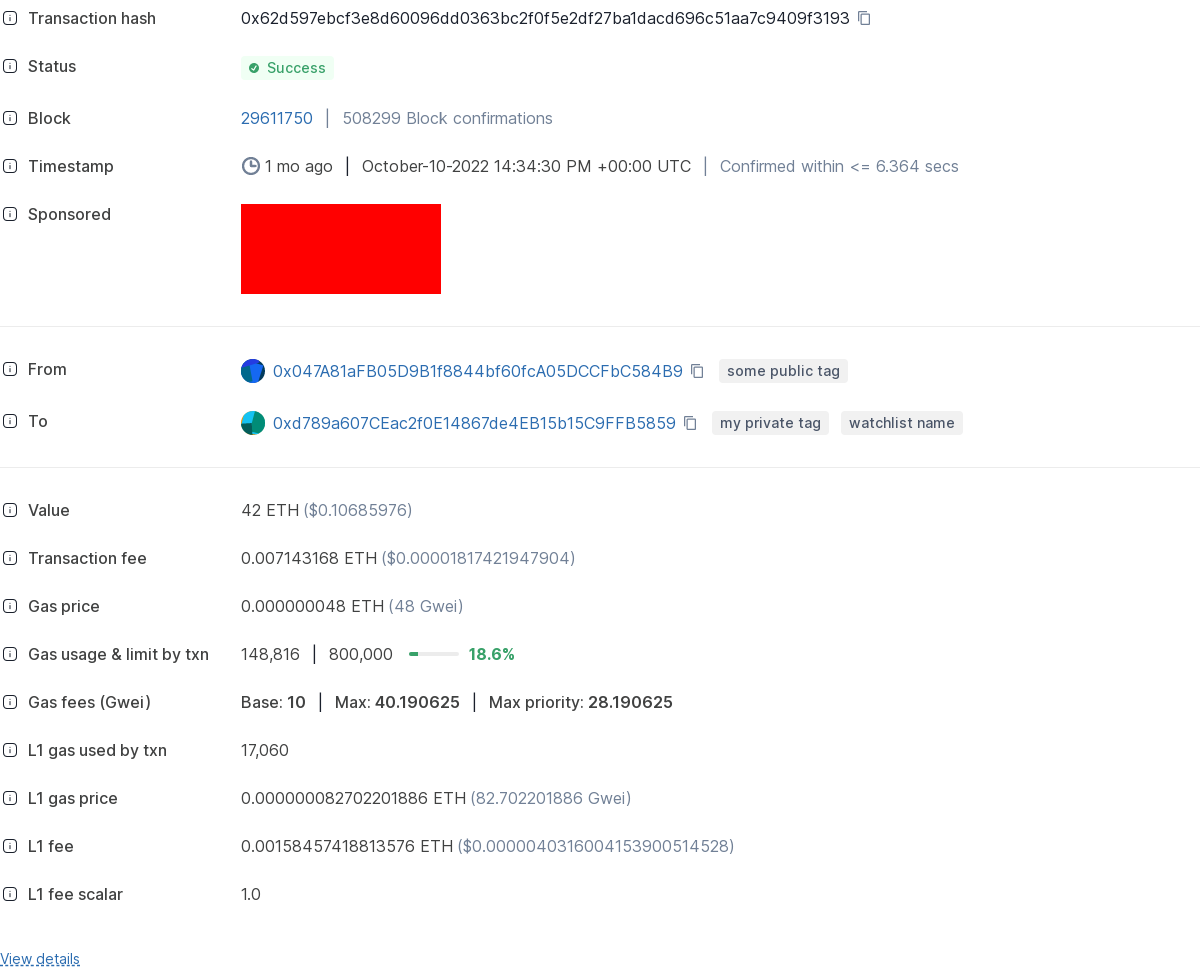 Transaction hash 0x62d597ebcf3e8d60096dd0363bc2f0f5e2df27ba1dacd696c51aa7c9409f3193
Status Success
Block 29611750 | 508299 Block confirmations
Timestamp 1 mo ago | October-10-2022 14:34:30 PM +00:00 UTC | Confirmed within <= 6.364 secs
Sponsored
From 0x047A81aFB05D9B1f8844bf60fcA05DCCFbC584B9 some public tag
To 0xd789a607CEac2f0E14867de4EB15b15C9FFB5859 my private tag watchlist name
Value 42 ETH ($0.10685976)
Transaction fee 0.007143168 ETH ($0.00001817421947904)
Gas price 0.000000048 ETH (48 Gwei)
Gas usage & limit by txn 148,816 | 800,000 18.6%
Gas fees (Gwei) Base: 10 | Max: 40.190625 | Max priority: 28.190625
L1 gas used by txn 17,060
L1 gas price 0.000000082702201886 ETH (82.702201886 Gwei)
L1 fee 0.00158457418813576 ETH ($0.0000040316004153900514528)
L1 fee scalar 1.0
View details